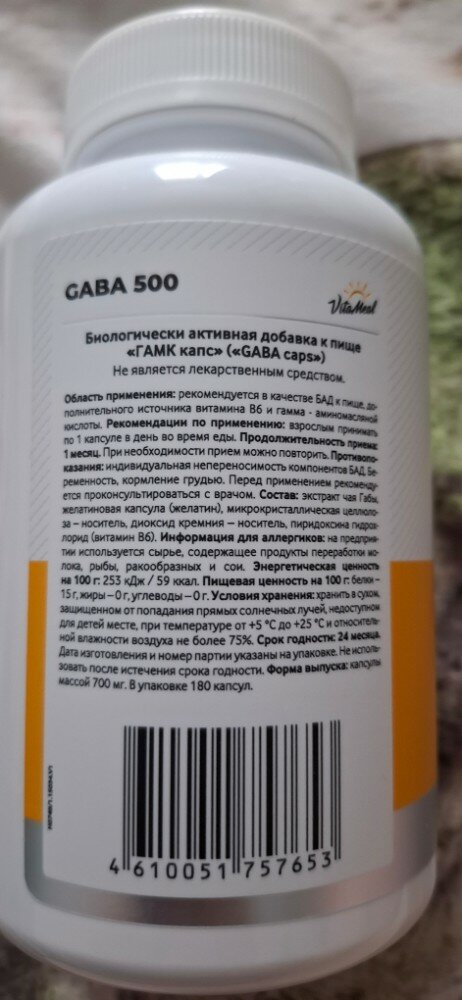 GABA 500
VitaMeal
Биологически активная добавка к пище
«ГАМК капс» («GABA caps»)
Не является лекарственным средством.
Область применения: рекомендуется в качестве БАД к пище, до-
полнительного источника витамина В6 и гамма - аминомасляной
кислоты. Рекомендации по применению: взрослым принимать
по 1 капсуле в день во время еды. Продолжительность приема:
1 месяц. При необходимости прием можно повторить. Противопо-
казания: индивидуальная непереносимость компонентов БАД, бе-
ременность, кормление грудью. Перед применением рекоменду-
ется проконсультироваться с врачом. Состав: экстракт чая Габы,
желатиновая капсула (желатин), микрокристаллическая целлюло-
за – носитель, диоксид кремния – носитель, пиридоксина гидрох-
лорид (витамин В6). Информация для аллергиков: на предприя-
тии используется сырье, содержащее продукты переработки мо-
лока, рыбы, ракообразных и сои. Энергетическая ценность
на 100 г: 253 кДж / 59 ккал. Пищевая ценность на 100 г: белки –
15 г, жиры – 0 г, углеводы – 0 г. Условия хранения: хранить в сухом,
защищенном от попадания прямых солнечных лучей, недоступном
для детей месте, при температуре от +5 °С до +25 °С и относитель-
ной влажности воздуха не более 75%. Срок годности: 24 месяца.
Дата изготовления и номер партии указаны на упаковке. Не исполь-
зовать после истечения срока годности. Форма выпуска: капсулы
массой 700 мг. В упаковке 180 капсул.
4 610051 757653